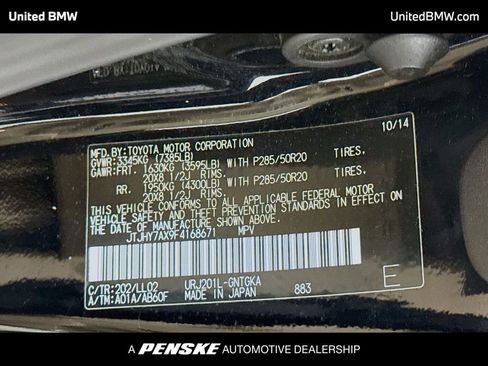 United BMW
UnitedBMW.com
MFD.BY:TOYOTA MOTOR CORPORATION 10/14
GVWR: 3345KG (7385LB)
GAWR:FRT. 1630KG (3595LB) WITH P285/50R20 TIRES,
20X8 1/2J RIMS.
RR. 1950KG (4300LB) WITH P285/50R20 TIRES,
20X8 1/2J RIMS.
THIS VEHICLE CONFORMS TO ALL APPLICABLE FEDERAL MOTOR
VEHICLE SAFETY AND THEFT PREVENTION STANDARDS IN EFFECT ON
THE DATE OF MANUFACTURE SHOWN ABOVE.
JTJHY7AX9F4168671 MPV
C/TR:202/LL02 URJ201L-GNTGKA
A/TM:A01A/AB60F MADE IN JAPAN 883 E
A PENSKE AUTOMOTIVE DEALERSHIP